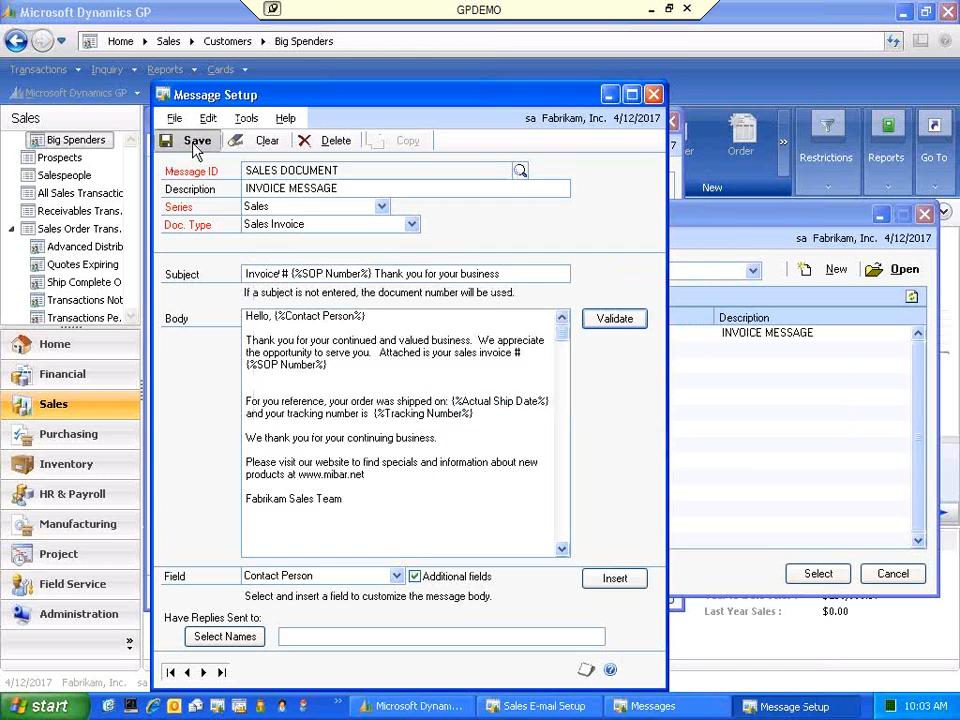 Microsoft Dynamics GP
GPDEMO
Home
Sales
Customers
Big Spenders
Transactions
Inquiry
Reports
Cards
Microsoft Dynamics GP
Sales
Big Spenders
Prospects
Salespeople
All Sales Transactic
Receivables Tran.
Sales Order Trans.
Advanced Distrib
Quotes Expiring
Ship Complete O
Transactions Not
Transactions Pe.
Home
Financial
Sales
Purchasing
Inventory
HR & Payroll
Manufacturing
Project
Field Service
Administration
»
Message Setup
File
Edit
Tools
Help
sa Fabrikam, Inc. 4/12/2017
Save
Clear
Delete
Copy
Message ID
SALES DOCUMENT
Description
INVOICE MESSAGE
Series
Sales
Doc. Type
Sales Invoice
Subject
Invoice # {%SOP Number%} Thank you for your business
If a subject is not entered, the document number will be used.
Body
Hello, {%Contact Person%}
Validate
Thank you for your continued and valued business. We appreciate
the opportunity to serve you. Attached is your sales invoice #
{%SOP Number%}
For you reference, your order was shipped on: {%Actual Ship Date%}
and your tracking number is {%Tracking Number%}
We thank you for your continuing business.
Please visit our website to find specials and information about new
products at www.mibar.net
Fabrikam Sales Team
Field
Contact Person
Additional fields
Insert
Select and insert a field to customize the message body.
Have Replies Sent to:
Select Names
er
Order
»
New
Restrictions
Reports
Go To
sa Fabrikam, Inc. 4/12/2017
New
Open
Description
INVOICE MESSAGE
Select
Cancel
Last Year Sales :
$0.00
4/12/2017
Fabrikam, Inc.
sa
start
»
Microsoft Dynam...
Sales E-mail Setup
Messages
Message Setup
10:03 AM